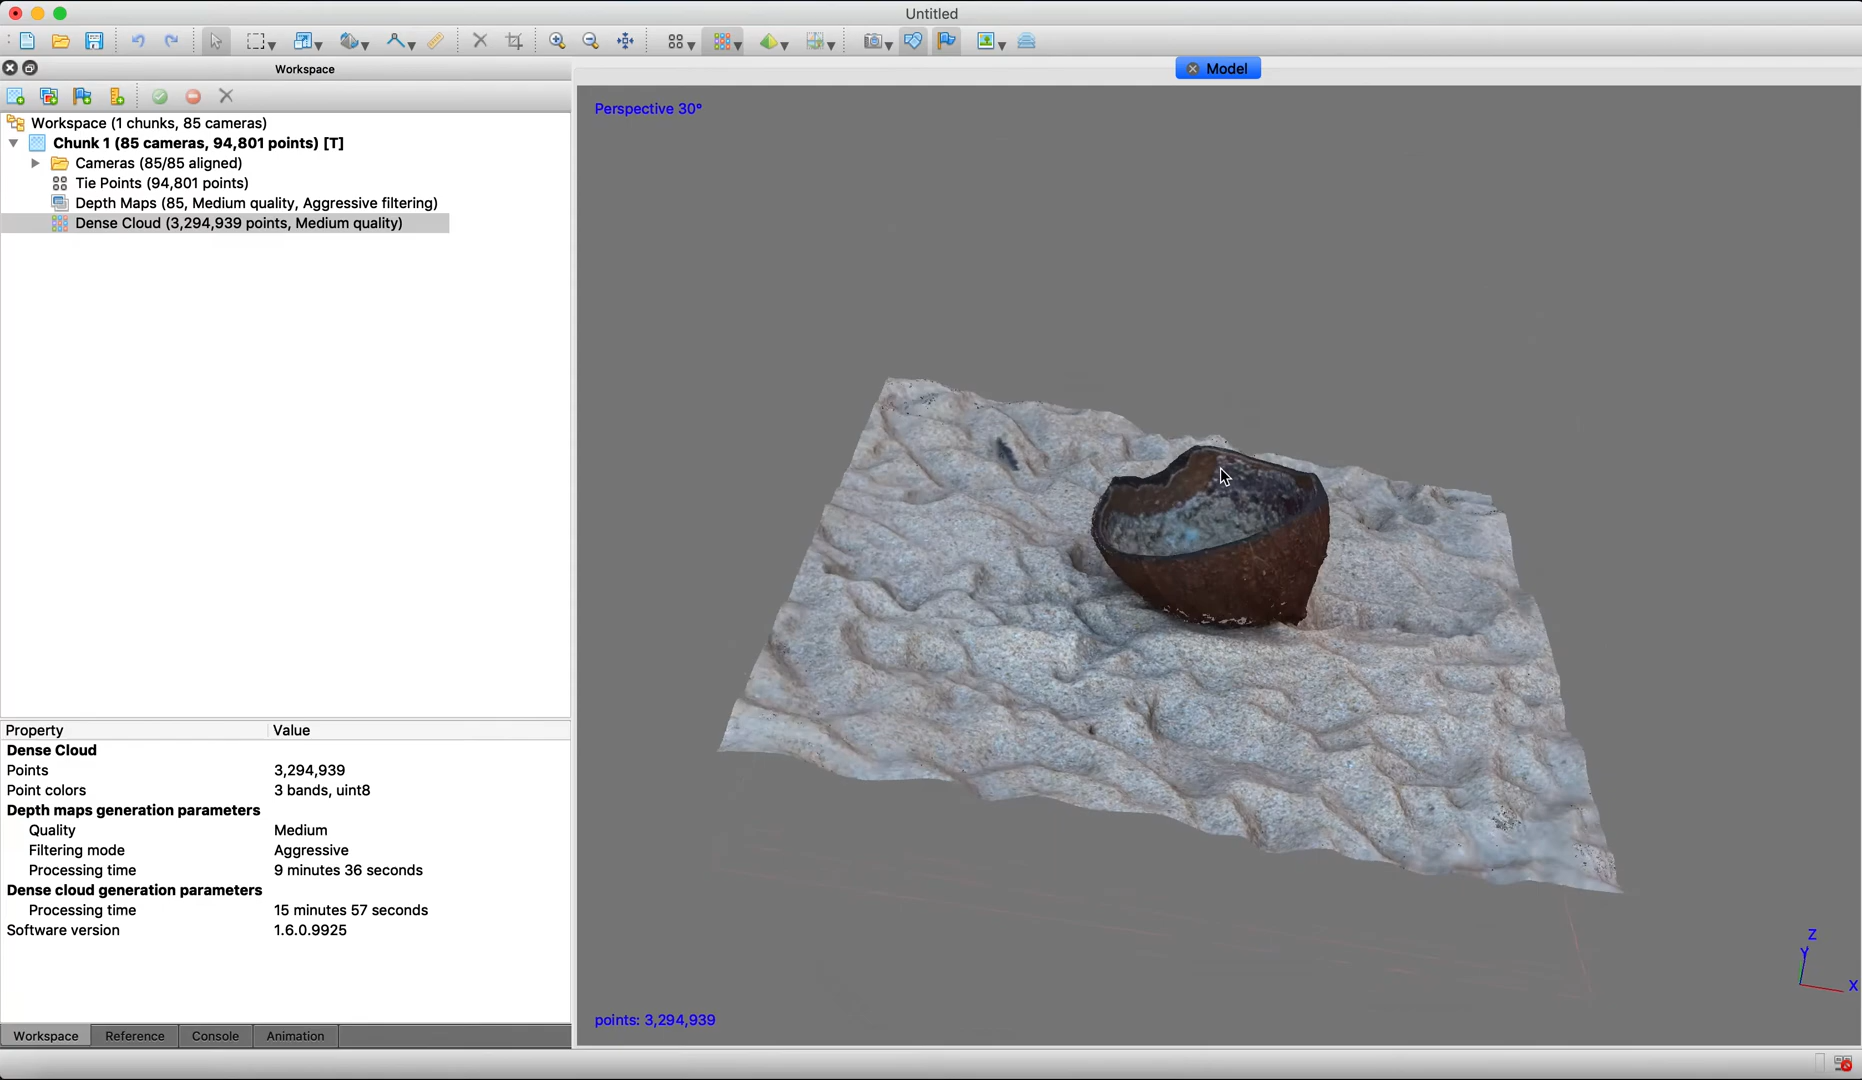 Untitled
Workspace
Model
Workspace (1 chunks, 85 cameras)
Chunk 1 (85 cameras, 94,801 points) [T]
Cameras (85/85 aligned)
Tie Points (94,801 points)
Depth Maps (85, Medium quality, Aggressive filtering)
Dense Cloud (3,294,939 points, Medium quality)
Perspective 30°
Property Value
Dense Cloud
Points 3,294,939
Point colors 3 bands, uint8
Depth maps generation parameters
Quality Medium
Filtering mode Aggressive
Processing time 9 minutes 36 seconds
Dense cloud generation parameters
Processing time 15 minutes 57 seconds
Software version 1.6.0.9925
Z
Y
X
points: 3,294,939
Workspace Reference Console Animation